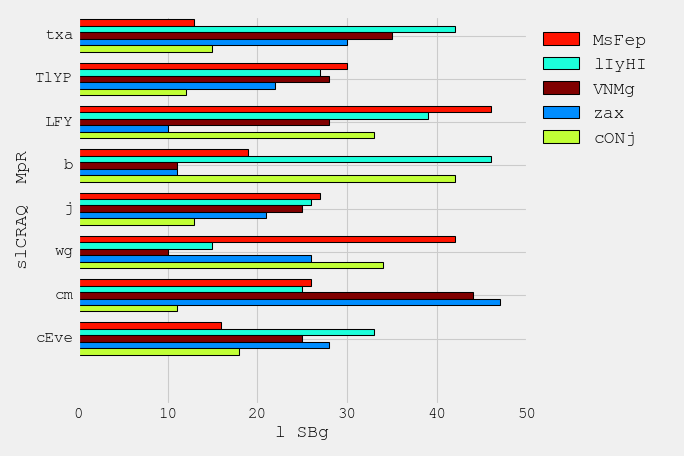 txa
TlYP
LFY
b
j
wg
cm
cEve
slCRAQ MpR
0 10 20 30 40 50
l SBg
MsFep
lIyHI
VNMg
zax
cONj